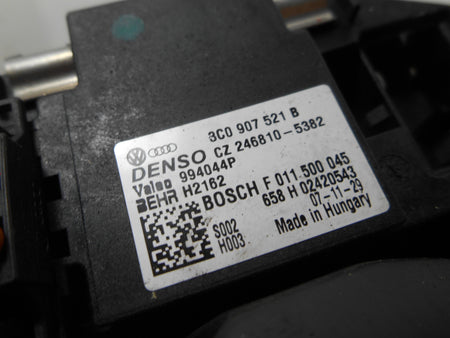 3C0 907 521 B
DENSO CZ 246810-5382
Valeo 994044P
BEHR H2162
BOSCH F 011 500 045
658 H 02420543
07-11-29
S002
H003
Made in Hungary